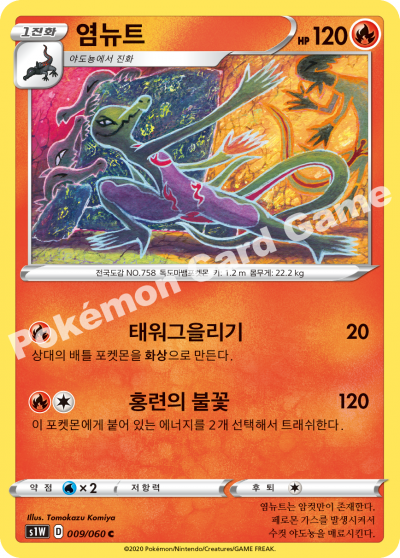 1진화
염뉴트
HP 120
야도뇽에서 진화
전국도감 NO.758 독도마뱀포켓몬 키: 1.2 m 몸무게: 22.2 kg
Pokémon Card Game
태워그을리기 20
상대의 배틀 포켓몬을 화상으로 만든다.
홍련의 불꽃 120
이 포켓몬에게 붙어 있는 에너지를 2개 선택해서 트래쉬한다.
약점 ×2 저항력 후퇴
Illus. Tomokazu Komiya
s1W D 009/060 C
염뉴트는 암컷만이 존재한다.
페로몬 가스를 발생시켜서
수컷 야도뇽을 매료시킨다.
©2020 Pokémon/Nintendo/Creatures/GAME FREAK.